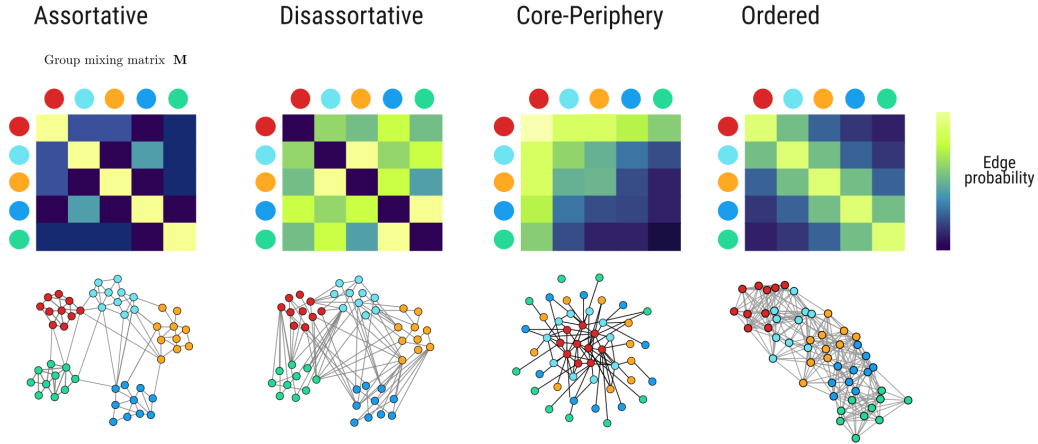 Assortative
Disassortative
Core-Periphery
Ordered
Group mixing matrix M
Edge
probability